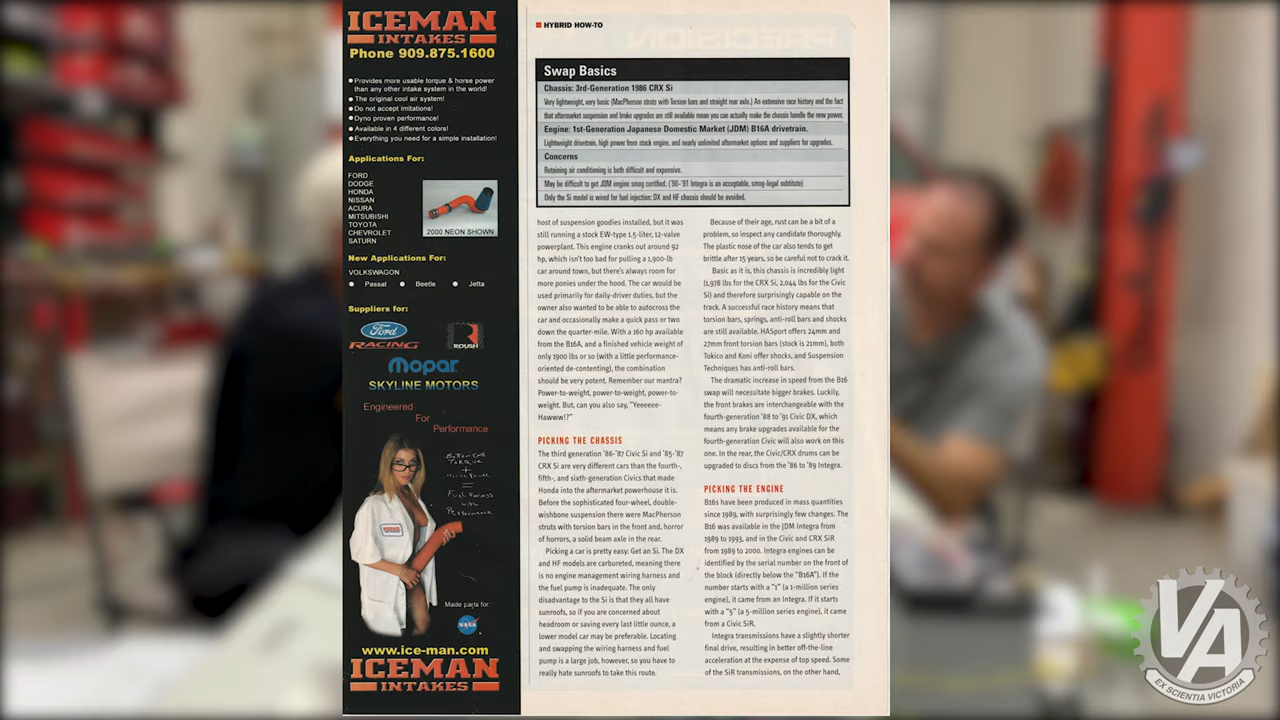 ICEMAN
INTAKES
Phone 909.875.1600
Provides more usable torque & horse power
than any other intake system in the world!
The original cool air system!
Do not accept imitations!
Dyno proven performance!
Available in 4 different colors!
Everything you need for a simple installation!
Applications For:
FORD
DODGE
HONDA
NISSAN
ACURA
MITSUBISHI
TOYOTA
CHEVROLET
SATURN
2000 NEON SHOWN
New Applications For:
VOLKSWAGON
Passat Beetle Jetta
Suppliers for:
Ford
RACING
ROUSH
Mopar
SKYLINE MOTORS
Engineered
For
Performance
Bottom End
TORQUE
+
=
with
Performance
ICEMAN
INTAKES
Made parts for
NASA
www.ice-man.com
ICEMAN
INTAKES
HYBRID HOW-TO
Swap Basics
Chassis: 3rd-Generation 1986 CRX Si
Very lightweight, very basic (MacPherson struts with Torsion bars and straight rear axle.) An extensive race history and the fact
that aftermarket suspension and brake upgrades are still available mean you can actually make the chassis handle the new power.
Engine: 1st-Generation Japanese Domestic Market (JDM) B16A drivetrain.
Lightweight drivetrain, high power from stock engine, and nearly unlimited aftermarket options and suppliers for upgrades.
Concerns
Retaining air conditioning is both difficult and expensive.
May be difficult to get JDM engine smog certified. ('90-'91 Integra is an acceptable, smog-legal subtitute)
Only the Si model is wired for fuel injection; DX and HF chassis should be avoided.
host of suspension goodies installed, but it was
still running a stock EW-type 1.5-liter, 12-valve
powerplant. This engine cranks out around 92
hp, which isn't too bad for pulling a 1,900-lb
car around town, but there's always room for
more ponies under the hood. The car would be
used primarily for daily-driver duties, but the
owner also wanted to be able to autocross the
car and occasionally make a quick pass or two
down the quarter-mile. With a 160 hp available
from the B16A, and a finished vehicle weight of
only 1900 lbs or so (with a little performance-
oriented de-contenting), the combination
should be very potent. Remember our mantra?
Power-to-weight, power-to-weight, power-to-
weight. But, can you also say, "Yeeeeee-
Hawww!?"
PICKING THE CHASSIS
The third generation '86-'87 Civic Si and '85-'87
CRX Si are very different cars than the fourth-,
fifth-, and sixth-generation Civics that made
Honda into the aftermarket powerhouse it is.
Before the sophisticated four-wheel, double-
wishbone suspension there were MacPherson
struts with torsion bars in the front and, horror
of horrors, a solid beam axle in the rear.
Picking a car is pretty easy: Get an Si. The DX
and HF models are carbureted, meaning there
is no engine management wiring harness and
the fuel pump is inadequate. The only
disadvantage to the Si is that they all have
sunroofs, so if you are concerned about
headroom or saving every last little ounce, a
lower model car may be preferable. Locating
and swapping the wiring harness and fuel
pump is a large job, however, so you have to
really hate sunroofs to take this route.
Because of their age, rust can be a bit of a
problem, so inspect any candidate thoroughly.
The plastic nose of the car also tends to get
brittle after 15 years, so be careful not to crack it.
Basic as it is, this chassis is incredibly light
(1,978 lbs for the CRX Si, 2,044 lbs for the Civic
Si) and therefore surprisingly capable on the
track. A successful race history means that
torsion bars, springs, anti-roll bars and shocks
are still available. HASport offers 24mm and
27mm front torsion bars (stock is 21mm), both
Tokico and Koni offer shocks, and Suspension
Techniques has anti-roll bars.
The dramatic increase in speed from the B16
swap will necessitate bigger brakes. Luckily,
the front brakes are interchangeable with the
fourth-generation '88 to '91 Civic DX, which
means any brake upgrades available for the
fourth-generation Civic will also work on this
one. In the rear, the Civic/CRX drums can be
upgraded to discs from the '86 to '89 Integra.
PICKING THE ENGINE
B16s have been produced in mass quantities
since 1989, with surprisingly few changes. The
B16 was available in the JDM Integra from
1989 to 1993, and in the Civic and CRX SiR
from 1989 to 2000. Integra engines can be
identified by the serial number on the front of
the block (directly below the "B16A"). If the
number starts with a "1" (a 1-million series
engine), it came from an Integra. If it starts
with a "5" (a 5-million series engine), it came
from a Civic SiR.
Integra transmissions have a slightly shorter
final drive, resulting in better off-the-line
acceleration at the expense of top speed. Some
of the SiR transmissions, on the other hand,
VA
EX SCIENTIA VICTORIA